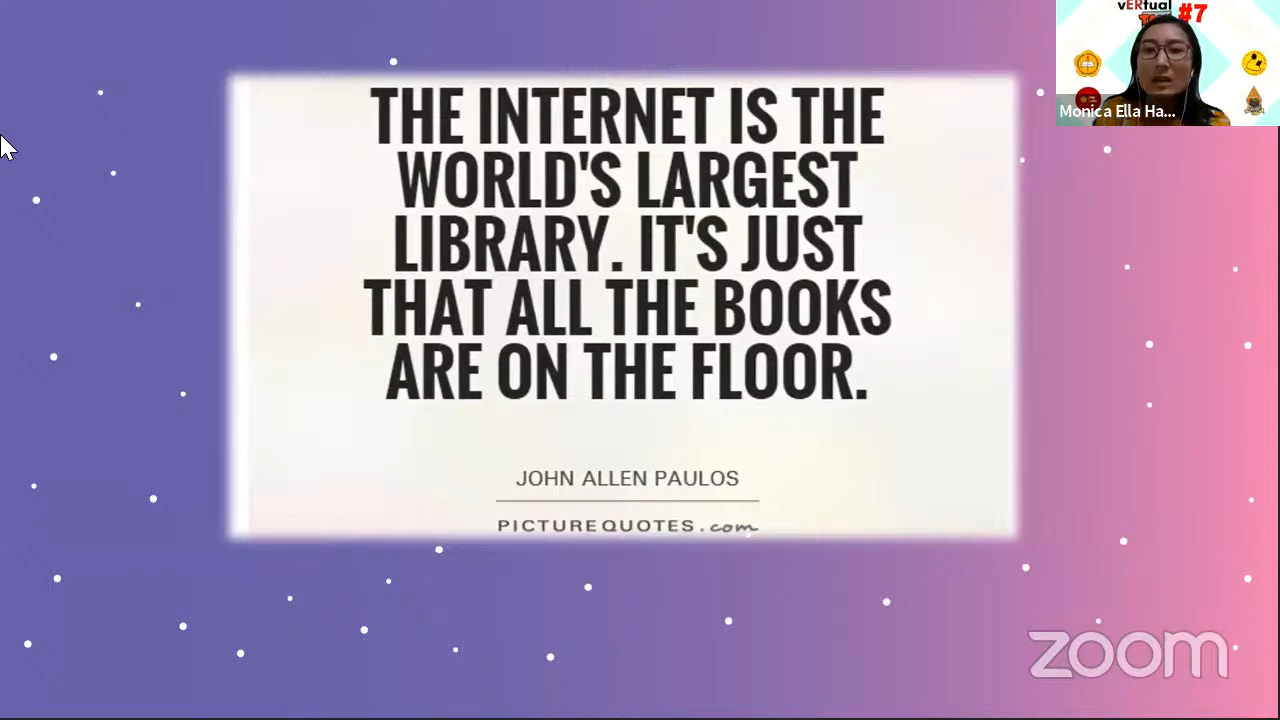 THE INTERNET IS THE
WORLD'S LARGEST
LIBRARY. IT'S JUST
THAT ALL THE BOOKS
ARE ON THE FLOOR.
JOHN ALLEN PAULOS
PICTUREQUOTES.com
vERtual
#7
Monica Ella Ha...
zoom